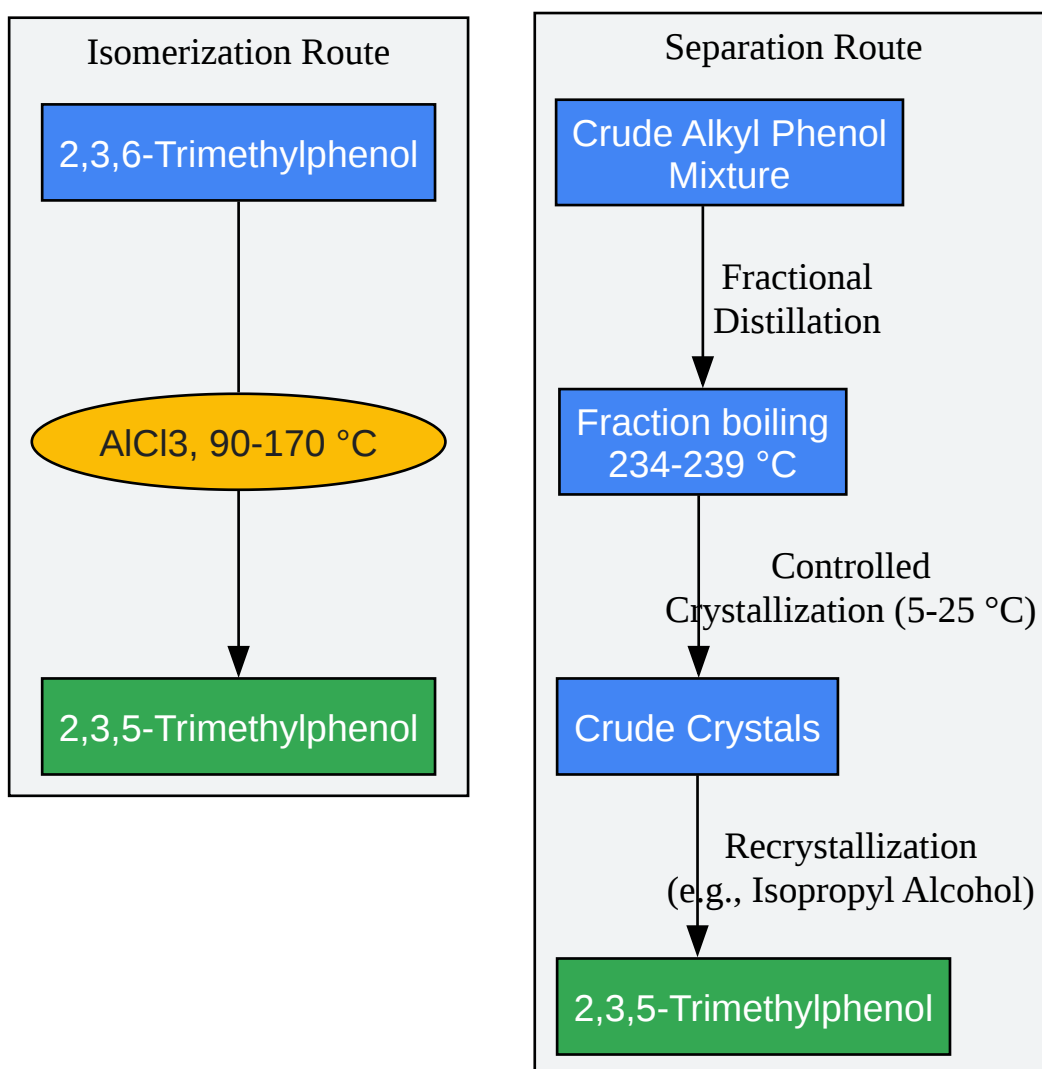 Isomerization Route
2,3,6-Trimethylphenol
AlCl3, 90-170 °C
2,3,5-Trimethylphenol
Separation Route
Crude Alkyl Phenol
Mixture
Fractional
Distillation
Fraction boiling
234-239 °C
Controlled
Crystallization (5-25 °C)
Crude Crystals
Recrystallization
(e.g., Isopropyl Alcohol)
2,3,5-Trimethylphenol